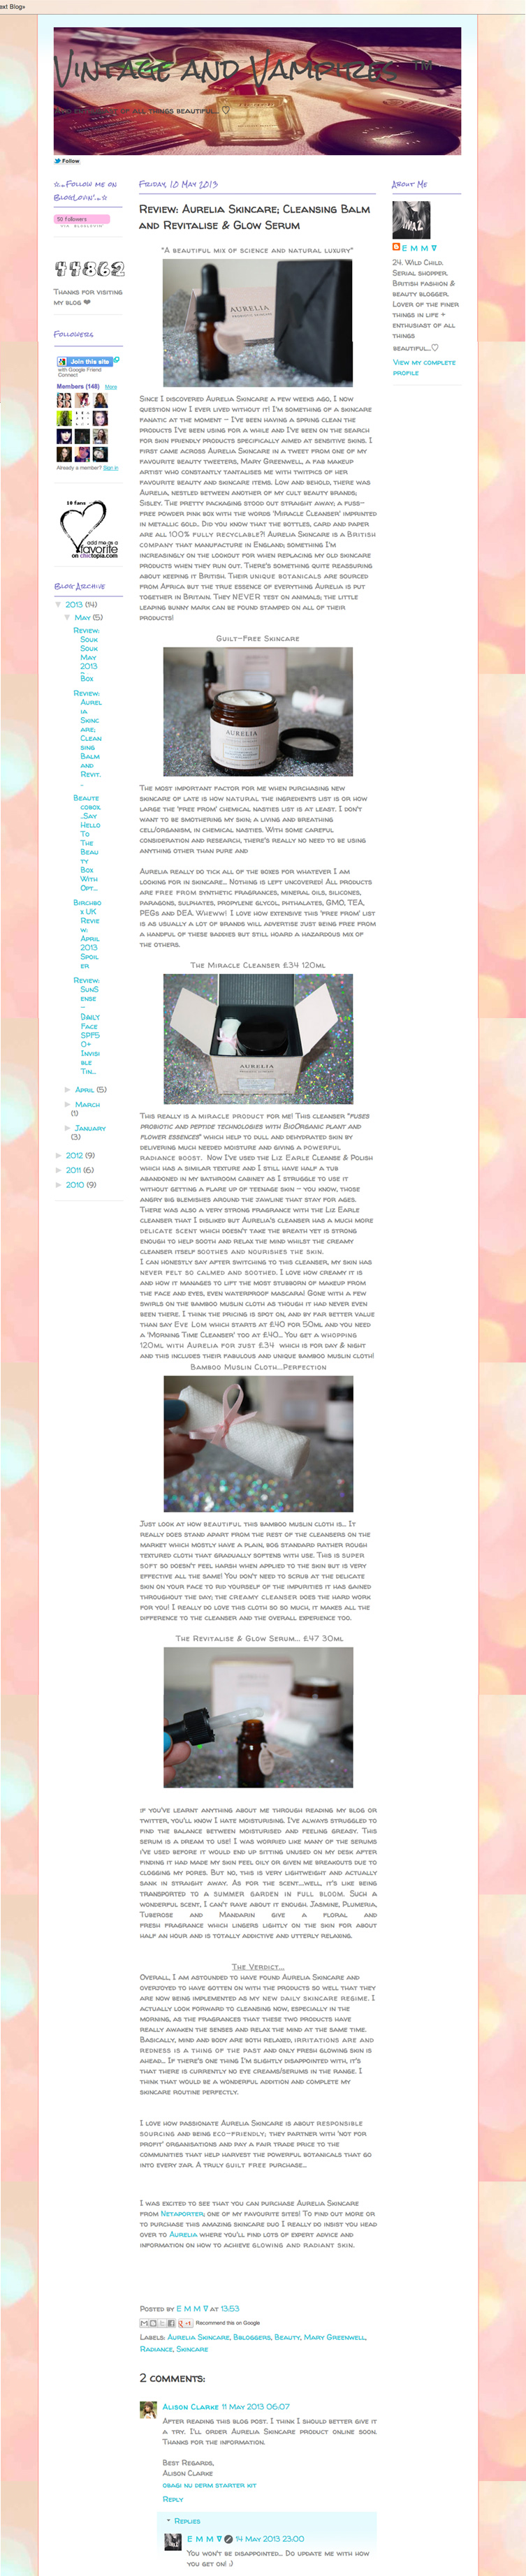 ext Blog»
Vintage and Vampires ™
of all things beautiful...♡
Follow
☆...Follow me on
Bloglovin'...☆
50 Followers
VIA BLOGLOVIN'
77862
Thanks for visiting
my blog ❤
Followers
Join this site
with Google Friend
Connect
Members (148) More
Already a member? Sign in
10 fans
add me as a
favorite
on chictopia.com
Blog Archive
▼ 2013 (14)
▼ May (5)
Review:
Souk
Souk
May
2013
Box
Review:
Aurel
ia
Skinc
are;
Clean
sing
Balm
and
Revit.
..
Beaute
cobox
...Say
Hello
To
The
Beau
ty
Box
With
Opt...
Birchbo
x UK
Revie
w:
April
2013
Spoil
er
Review:
SunS
ense
-
Daily
Face
SPF5
0+
Invisi
ble
Tin...
► April (5)
► March
(1)
► January
(3)
► 2012 (9)
► 2011 (6)
► 2010 (9)
Friday, 10 May 2013
Review: Aurelia Skincare; Cleansing Balm
and Revitalise & Glow Serum
"A beautiful mix of science and natural luxury"
AURELIA
Since I discovered Aurelia Skincare a few weeks ago, I now
question how I ever lived without it! I'm something of a skincare
fanatic at the moment - I've been having a spring clean the
products I've been using for a while and I've been on the search
for skin friendly products specifically aimed at sensitive skins. I
first came across Aurelia Skincare in a tweet from one of my
favourite beauty tweeters, Mary Greenwell, a fab makeup
artist who constantly tantalises me with twitpics of her
favourite beauty and skincare items. Low and behold, there was
Aurelia, nestled between another of my cult beauty brands;
Sisley. The pretty packaging stood out straight away; a fuss-
free powder pink box with the words 'Miracle Cleanser' imprinted
in metallic gold. Did you know that the bottles, card and paper
are all 100% fully recyclable?! Aurelia Skincare is a British
company that manufacture in England; something I'm
increasingly on the lookout for when replacing my old skincare
products when they run out. There's something quite reassuring
about keeping it British. Their unique botanicals are sourced
from Africa but the true essence of everything Aurelia is put
together in Britain. They NEVER test on animals; the little
leaping bunny mark can be found stamped on all of their
products!
Guilt-Free Skincare
AURELIA
The most important factor for me when purchasing new
skincare of late is how natural the ingredients list is or how
large the 'free from' chemical nasties list is at least. I don't
want to be smothering my skin; a living and breathing
cell/organism, in chemical nasties. With some careful
consideration and research, there's really no need to be using
anything other than pure and
Aurelia really do tick all of the boxes for whatever I am
looking for in skincare... Nothing is left uncovered! All products
are free from synthetic fragrances, mineral oils, silicones,
paragons, sulphates, propylene glycol, phthalates, GMO, TEA,
PEGs and DEA. Whewwi I love how extensive this 'free from' list
is as usually a lot of brands will advertise just being free from
a handful of these baddies but still hoard a hazardous mix of
the others.
The Miracle Cleanser £34 120ml
This really is a miracle product for me! This cleanser "fuses
probiotic and peptide technologies with BioOrganic plant and
flower essences" which help to dull and dehydrated skin by
delivering much needed moisture and giving a powerful
radiance boost. Now I've used the Liz Earle Cleanse & Polish
which has a similar texture and I still have half a tub
abandoned in my bathroom cabinet as I struggle to use it
without getting a flare up of teenage skin - you know, those
angry big blemishes around the jawline that stay for ages.
There was also a very strong fragrance with the Liz Earle
cleanser that I disliked but Aurelia's cleanser has a much more
delicate scent which doesn't take the breath yet is strong
enough to help sooth and relax the mind whilst the creamy
cleanser itself soothes and nourishes the skin.
I can honestly say after switching to this cleanser, my skin has
never felt so calmed and soothed. I love how creamy it is
and how it manages to lift the most stubborn of makeup from
the face and eyes, even waterproof mascara! Gone with a few
swirls on the bamboo muslin cloth as though it had never even
been there. I think the pricing is spot on, and by far better value
than say Eve Lom which starts at £40 for 50ml and you need
a 'Morning Time Cleanser' too at £40... You get a whopping
120ml with Aurelia for just £34 which is for day & night
and this includes their fabulous and unique bamboo muslin cloth!
Bamboo Muslin Cloth...Perfection
Just look at how beautiful this bamboo muslin cloth is... It
really does stand apart from the rest of the cleansers on the
market which mostly have a plain, bog standard rather rough
textured cloth that gradually softens with use. This is super
soft so doesn't feel harsh when applied to the skin but is very
effective all the same! You don't need to scrub at the delicate
skin on your face to rid yourself of the impurities it has gained
throughout the day; the creamy cleanser does the hard work
for you! I really do love this cloth so so much, it makes all the
difference to the cleanser and the overall experience too.
The Revitalise & Glow Serum... £47 30ml
If you've learnt anything about me through reading my blog or
twitter, you'll know I hate moisturising. I've always struggled to
find the balance between moisturised and feeling greasy. This
serum is a dream to use! I was worried like many of the serums
I've used before it would end up sitting unused on my desk after
finding it had made my skin feel oily or given me breakouts due to
clogging my pores. But no, this is very lightweight and actually
sank in straight away. As for the scent...well, it's like being
transported to a summer garden in full bloom. Such a
wonderful scent, I can't rave about it enough. Jasmine, Plumeria,
Tuberose and Mandarin give a floral and
fresh fragrance which lingers lightly on the skin for about
half an hour and is totally addictive and utterly relaxing.
The Verdict...
Overall, I am astounded to have found Aurelia Skincare and
overjoyed to have gotten on with the products so well that they
are now being implemented as my new daily skincare regime. I
actually look forward to cleansing now, especially in the
morning, as the fragrances that these two products have
really awaken the senses and relax the mind at the same time.
Basically, mind and body are both relaxed, irritations are and
redness is a thing of the past and only fresh glowing skin is
ahead... If there's one thing I'm slightly disappointed with, it's
that there is currently no eye creams/serums in the range. I
think that would be a wonderful addition and complete my
skincare routine perfectly.
I love how passionate Aurelia Skincare is about responsible
sourcing and being eco-friendly; they partner with 'not for
profit' organisations and pay a fair price trade to the
communities that help harvest the powerful botanicals that go
into every jar. A truly guilt free purchase...
I was excited to see that you can purchase Aurelia Skincare
from Netaporter; one of my favourite sites! To find out more or
to purchase this amazing skincare duo I really do insist you head
over to Aurelia where you'll find lots of expert advice and
information on how to achieve glowing and radiant skin.
Posted by E M M ∇ at 13:53
+1 Recommend this on Google
Labels: Aurelia Skincare, Bbloggers, Beauty, Mary Greenwell,
Radiance, Skincare
2 comments:
Alison Clarke 11 May 2013 06:07
After reading this blog post. I think I should better give it
a try. I'll order Aurelia Skincare product online soon.
Thanks for the information.
Best Regards,
Alison Clarke
obagi nu derm starter kit
Reply
Replies
E M M ∇ 14 May 2013 23:00
You won't be disappointed... Do update me with how
you get on! :)
About Me
E M M ∇
24. Wild Child.
Serial shopper.
British fashion &
beauty blogger.
Lover of the finer
things in life +
enthusiast of all
things
beautiful...♡
View my complete
profile